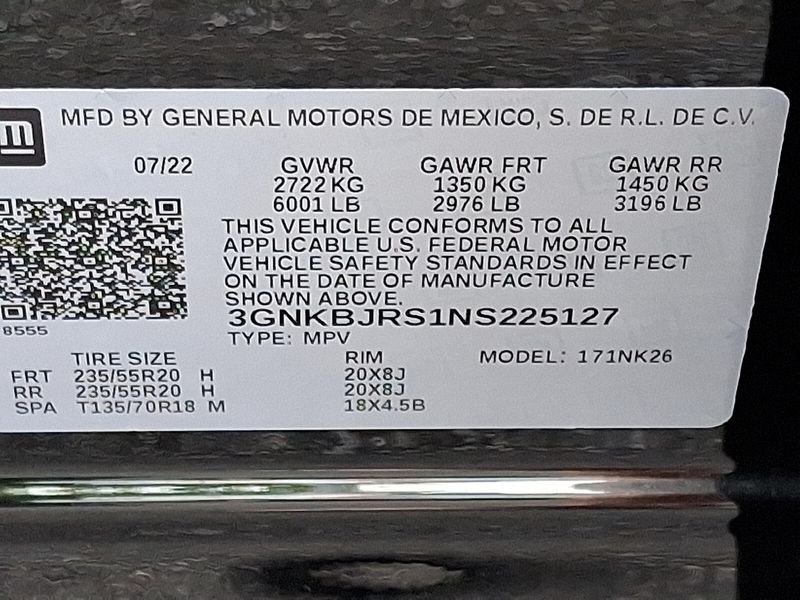 m
MFD BY GENERAL MOTORS DE MEXICO, S. DE R.L. DE C.V.
07/22 GVWR GAWR FRT GAWR RR
2722 KG 1350 KG 1450 KG
6001 LB 2976 LB 3196 LB
THIS VEHICLE CONFORMS TO ALL
APPLICABLE U.S. FEDERAL MOTOR
VEHICLE SAFETY STANDARDS IN EFFECT
ON THE DATE OF MANUFACTURE
SHOWN ABOVE.
3GNKBJRS1NS225127
8555
TYPE: MPV
TIRE SIZE RIM MODEL: 171NK26
FRT 235/55R20 H 20X8J
RR 235/55R20 H 20X8J
SPA T135/70R18 M 18X4.5B